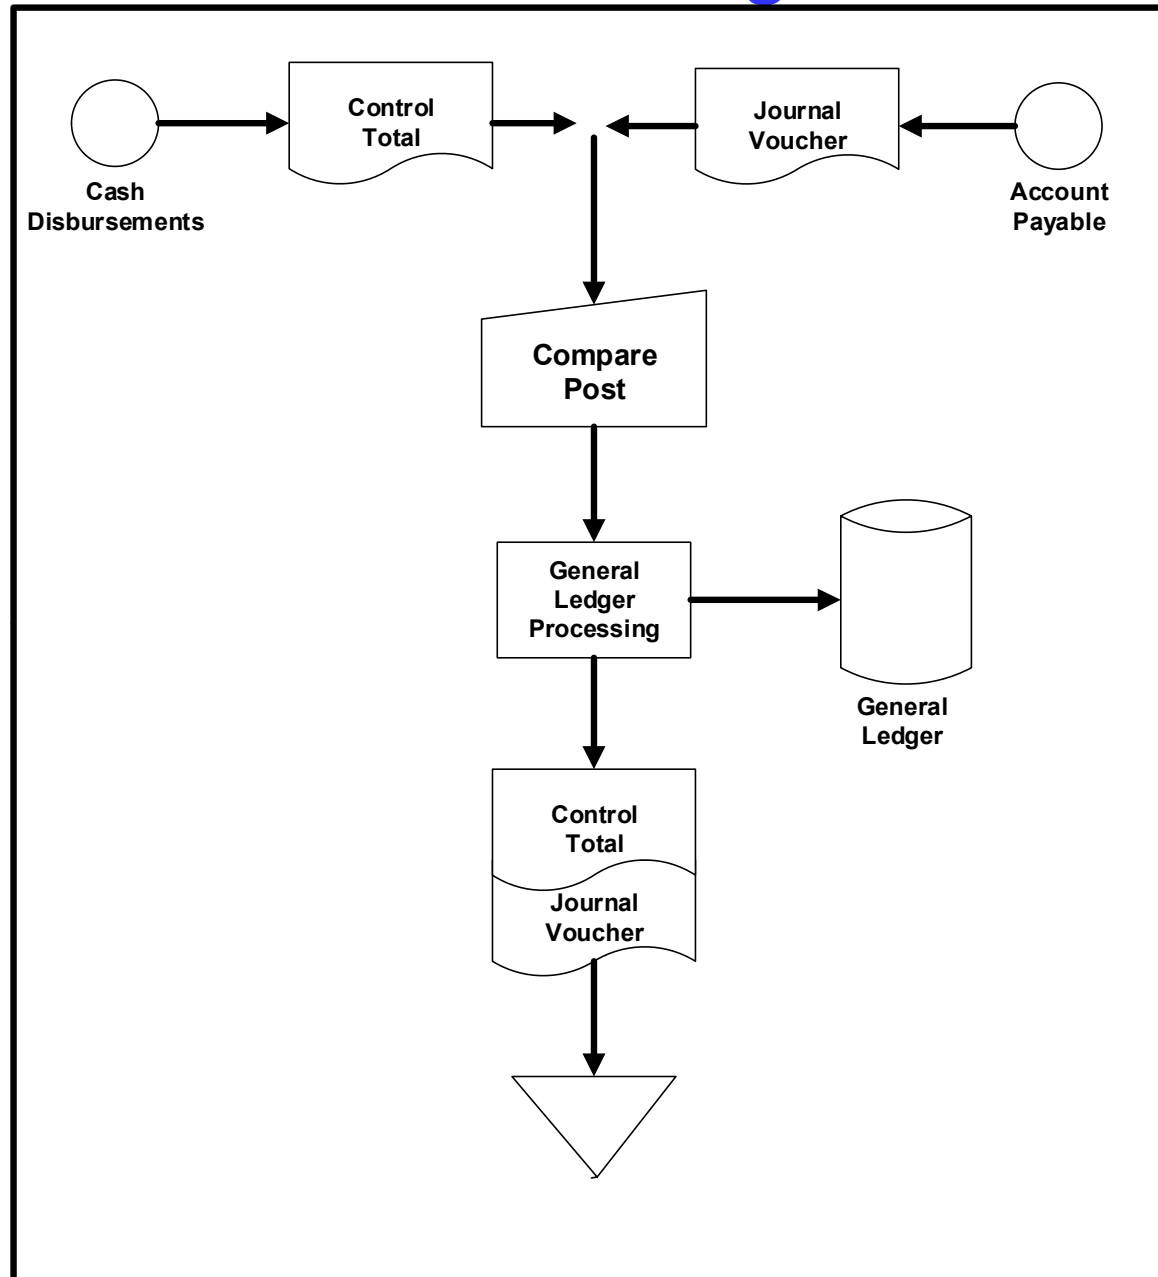 Control
Total
Journal
Voucher
Cash
Disbursements
Account
Payable
Compare
Post
General
Ledger
Processing
General
Ledger
Control
Total
Journal
Voucher